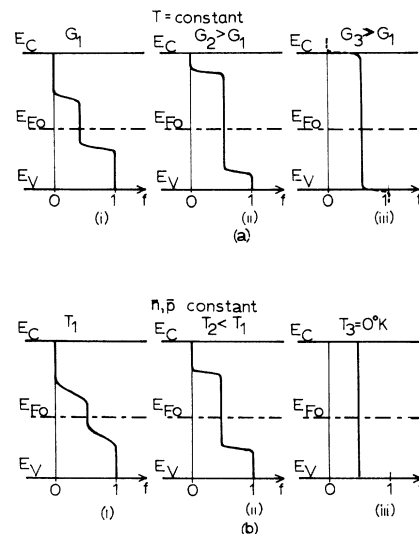 T = constant
E_C G_1 E_C G_2>G_1 E_C G_3≫G_1
E_Fo E_Fo E_Fo
E_V E_V E_V
0 1 f 0 1 f 0 1 f
(i) (ii) (iii)
(a)
n̄,p̄ constant
E_C T_1 E_C T_2<T_1 E_C T_3=0°K
E_Fo E_Fo E_Fo
E_V E_V E_V
0 1 f 0 1 f 0 1 f
(i) (ii) (iii)
(b)